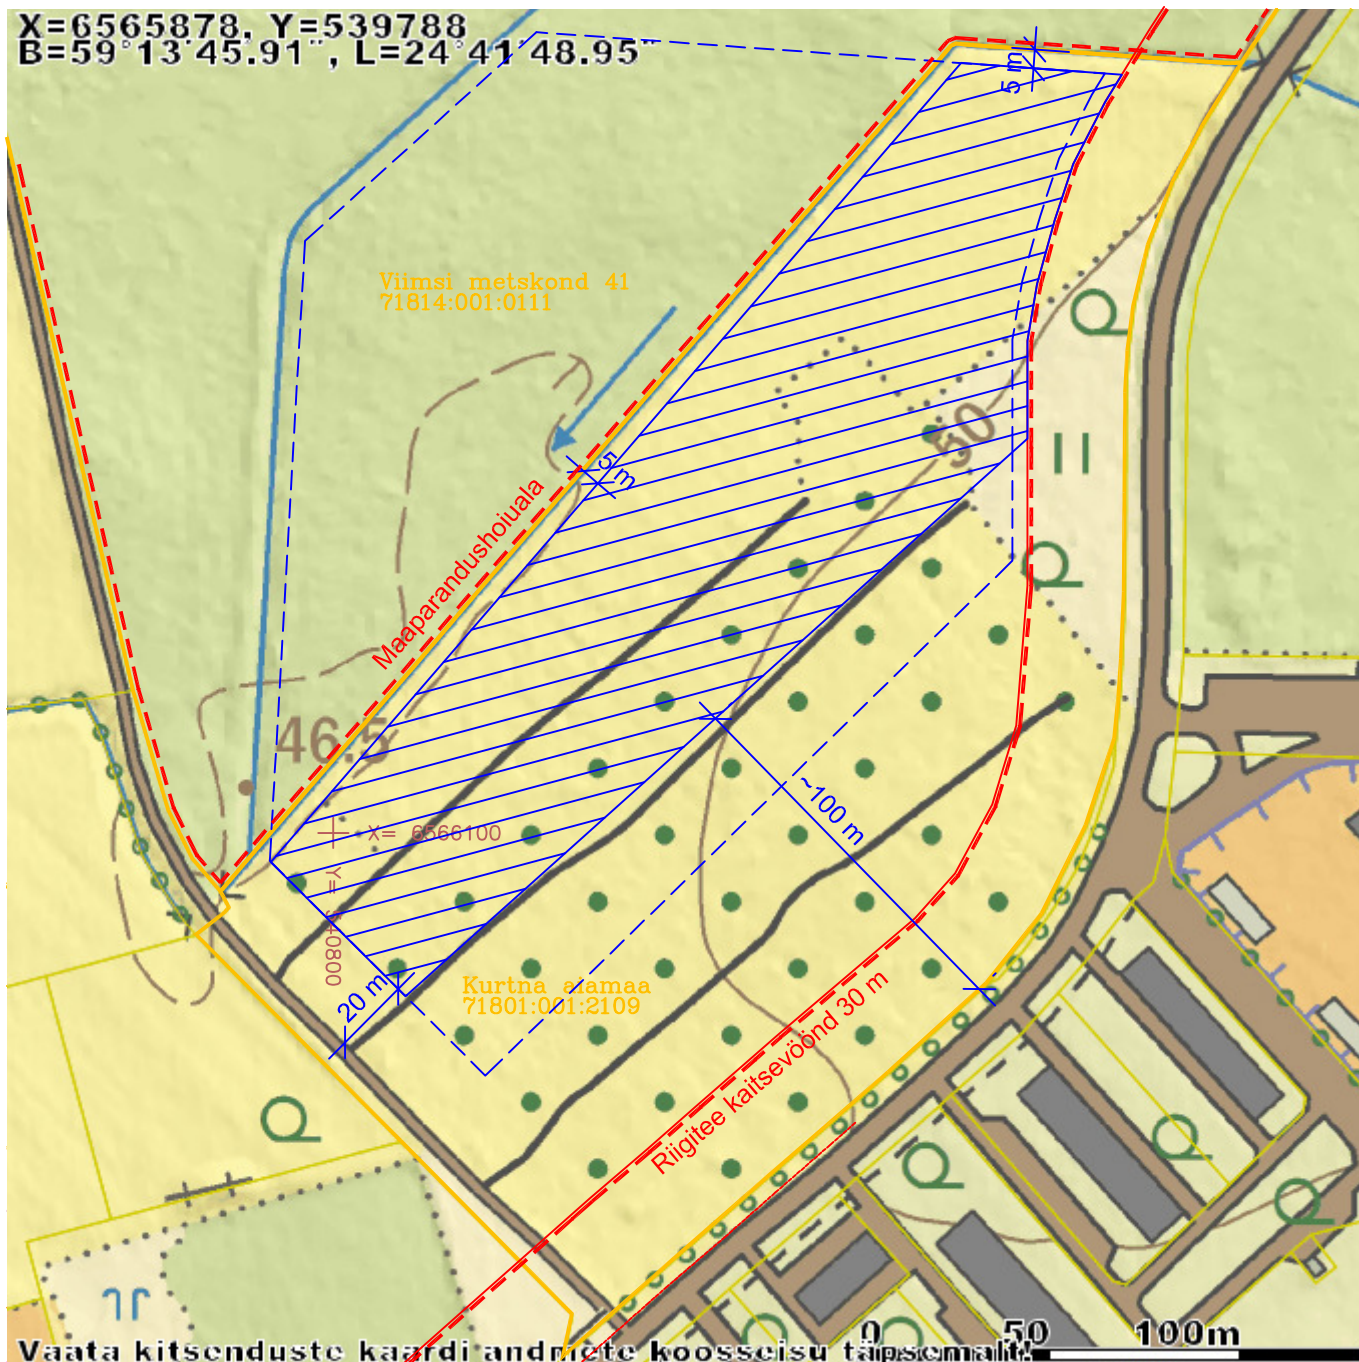 X=6565878, Y=539788
B=59°13'45.91", L=24°41'48.95"
5 m
Viimsi metskond 41
71814:001:0111
50
5 m
Maaparandushoiuala
46.5
X= 6566100
~100 m
20 m
Kurtna aiamaa
71801:001:2109
Riigitee kaitsevöönd 30 m
0 50 100m
Vaata kitsenduste kaardi andmete koosseisu täpsemalt!